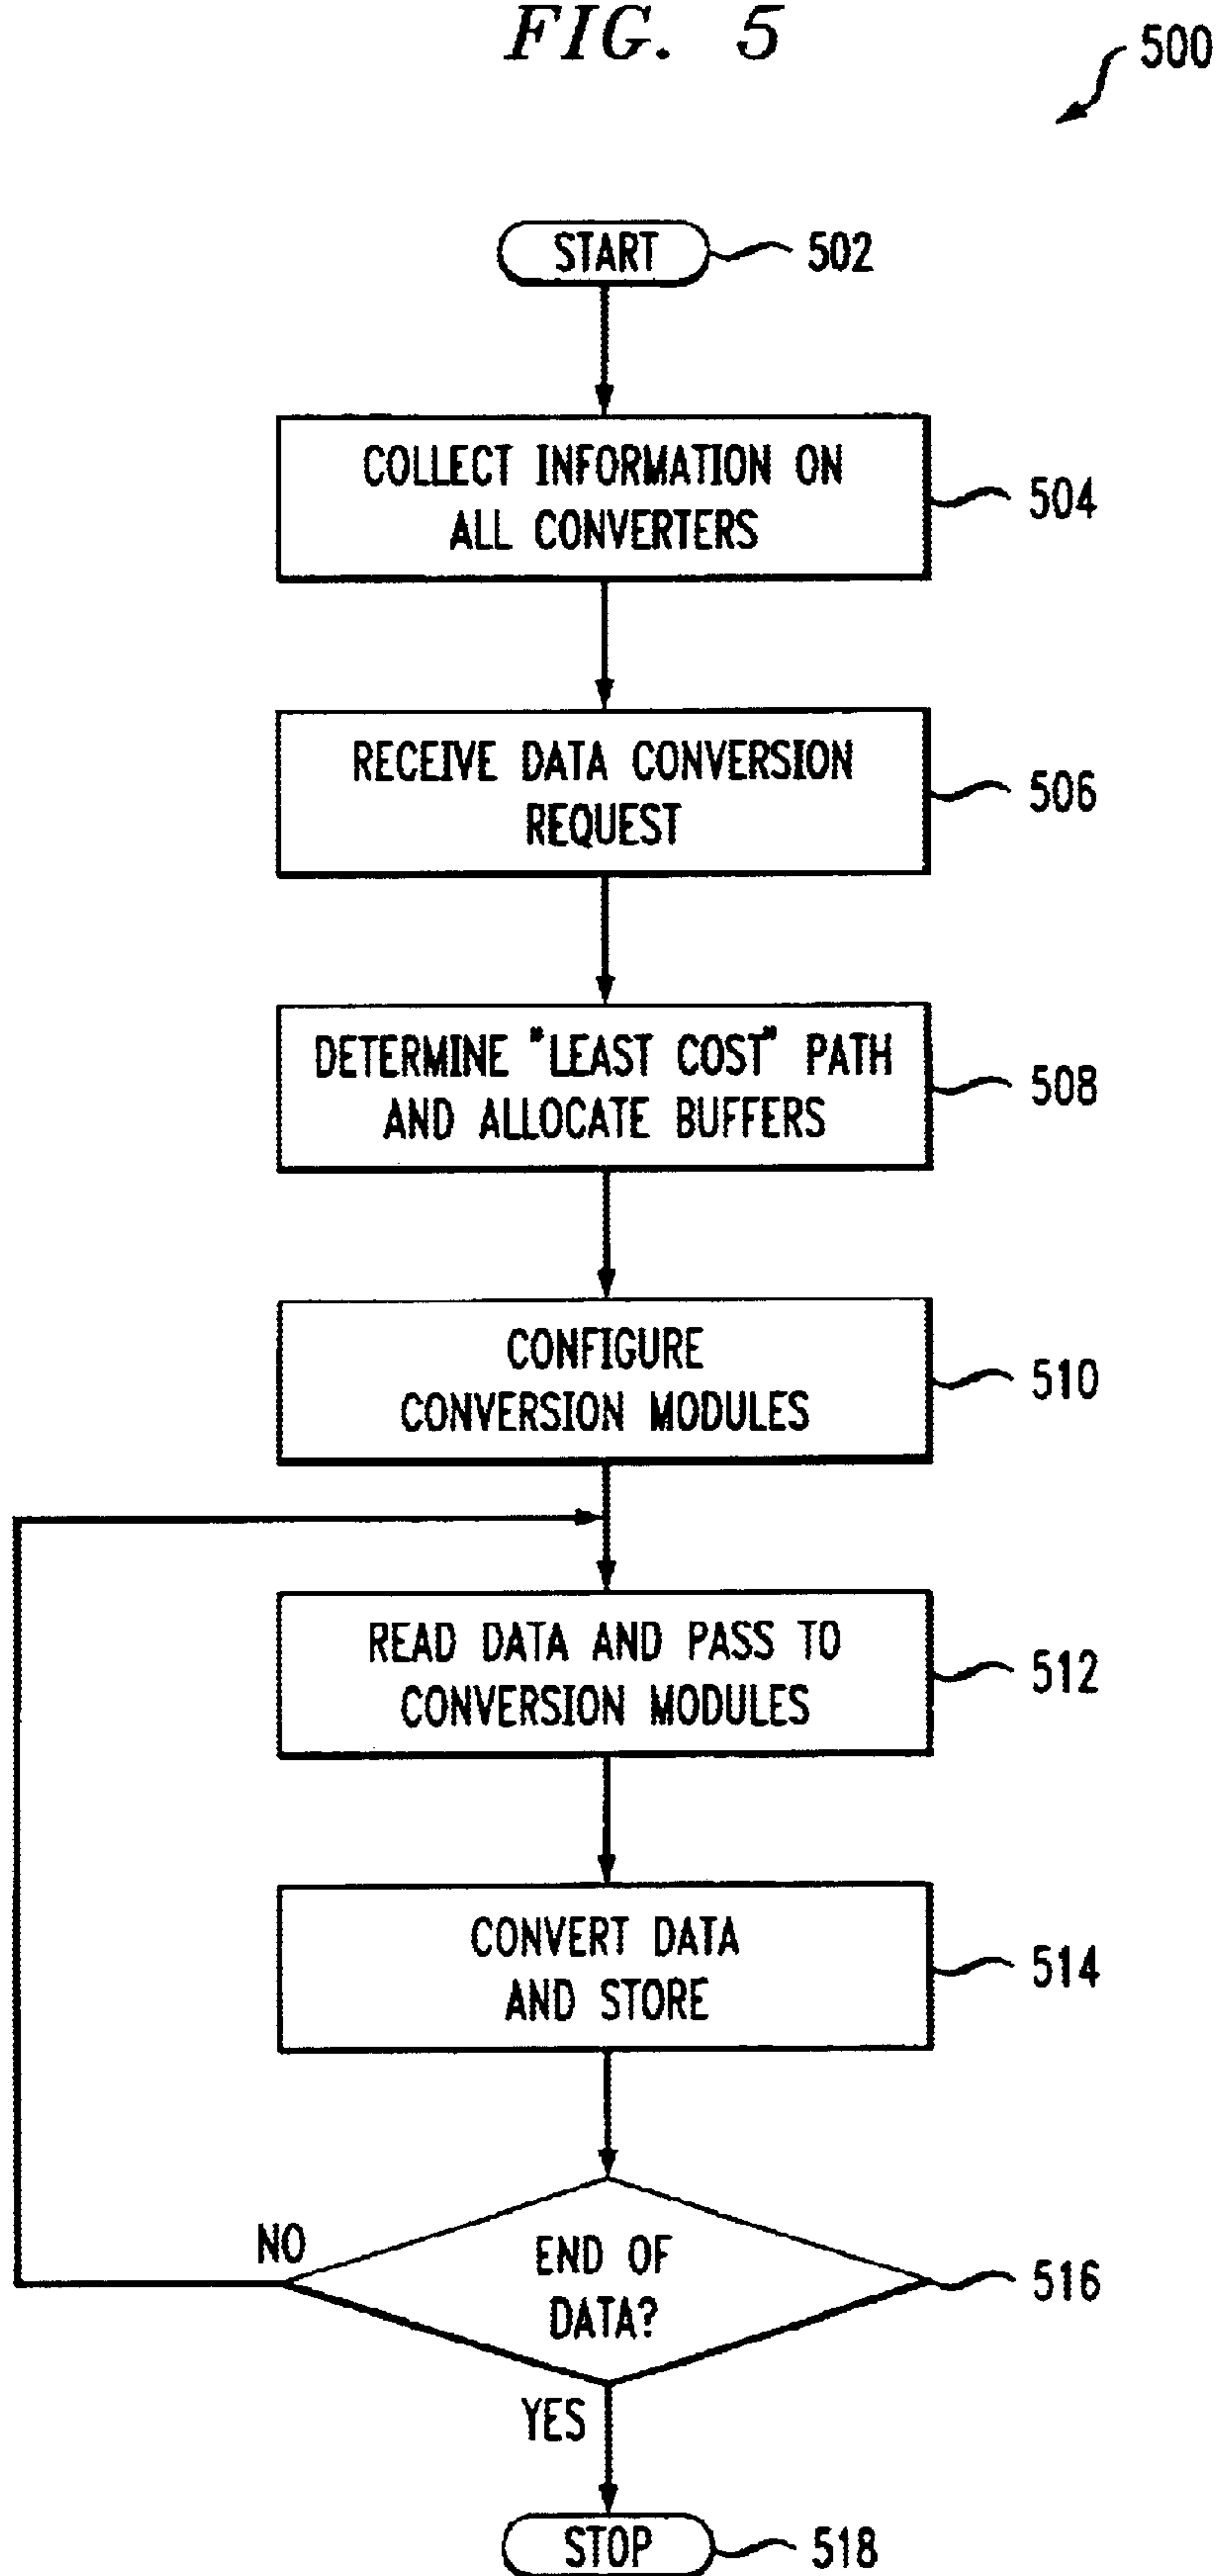 FIG. 5
500
START
502
COLLECT INFORMATION ON
ALL CONVERTERS
504
RECEIVE DATA CONVERSION
REQUEST
506
DETERMINE "LEAST COST" PATH
AND ALLOCATE BUFFERS
508
CONFIGURE
CONVERSION MODULES
510
READ DATA AND PASS TO
CONVERSION MODULES
512
CONVERT DATA
AND STORE
514
NO
END OF
DATA?
516
YES
STOP
518